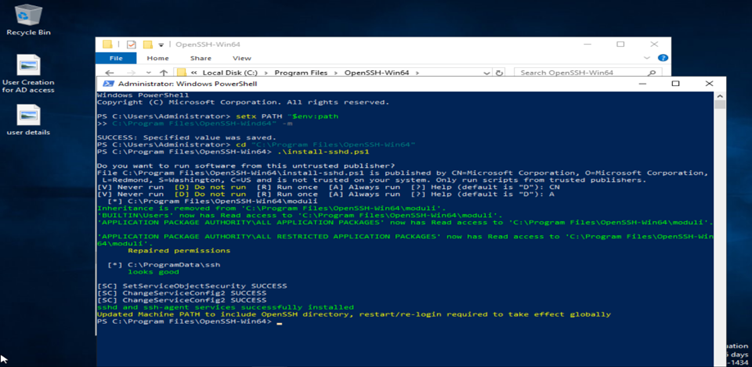 Recycle Bin
User Creation
for AD access
user details
OpenSSH-Win64
File Home Share View
« Local Disk (C:) > Program Files > OpenSSH-Win64 >
Search OpenSSH-Win64
Administrator: Windows PowerShell
Windows PowerShell
Copyright (C) Microsoft Corporation. All rights reserved.
PS C:\Users\Administrator> setx PATH "$env:path
>> C:\Program Files\OpenSSH-Win64" -m
SUCCESS: Specified value was saved.
PS C:\Users\Administrator> cd "C:\Program Files\OpenSSH-Win64"
PS C:\Program Files\OpenSSH-Win64> .\install-sshd.ps1
Do you want to run software from this untrusted publisher?
File C:\Program Files\OpenSSH-Win64\install-sshd.ps1 is published by CN=Microsoft Corporation, O=Microsoft Corporation,
L=Redmond, S=Washington, C=US and is not trusted on your system. Only run scripts from trusted publishers.
[V] Never run [D] Do not run [R] Run once [A] Always run [?] Help (default is "D"): CN
[V] Never run [D] Do not run [R] Run once [A] Always run [?] Help (default is "D"): A
[*] C:\Program Files\OpenSSH-Win64\moduli
Inheritance is removed from 'C:\Program Files\OpenSSH-Win64\moduli'.
'BUILTIN\Users' now has Read access to 'C:\Program Files\OpenSSH-Win64\moduli'.
'APPLICATION PACKAGE AUTHORITY\ALL APPLICATION PACKAGES' now has Read access to 'C:\Program Files\OpenSSH-Win64\moduli'.
'APPLICATION PACKAGE AUTHORITY\ALL RESTRICTED APPLICATION PACKAGES' now has Read access to 'C:\Program Files\OpenSSH-Win
64\moduli'.
Repaired permissions
[*] C:\ProgramData\ssh
looks good
[SC] SetServiceObjectSecurity SUCCESS
[SC] ChangeServiceConfig2 SUCCESS
[SC] ChangeServiceConfig2 SUCCESS
sshd and ssh-agent services successfully installed
Updated Machine PATH to include OpenSSH directory, restart/re-login required to take effect globally
PS C:\Program Files\OpenSSH-Win64>
uation
days
-1434